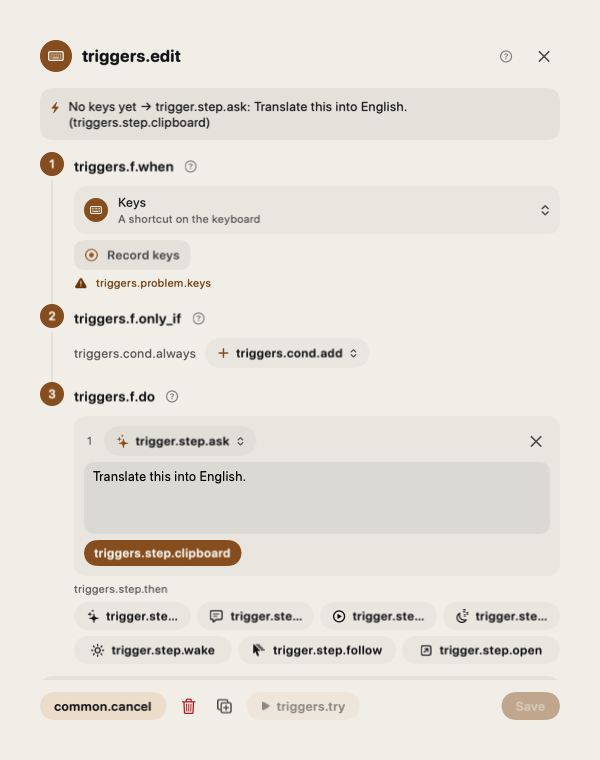 triggers.edit
No keys yet → trigger.step.ask: Translate this into English.
(triggers.step.clipboard)
1 triggers.f.when
Keys
A shortcut on the keyboard
Record keys
triggers.problem.keys
2 triggers.f.only_if
triggers.cond.always + triggers.cond.add
3 triggers.f.do
1 trigger.step.ask
Translate this into English.
triggers.step.clipboard
triggers.step.then
trigger.ste... trigger.ste... trigger.ste... trigger.ste...
trigger.step.wake trigger.step.follow trigger.step.open
common.cancel triggers.try Save